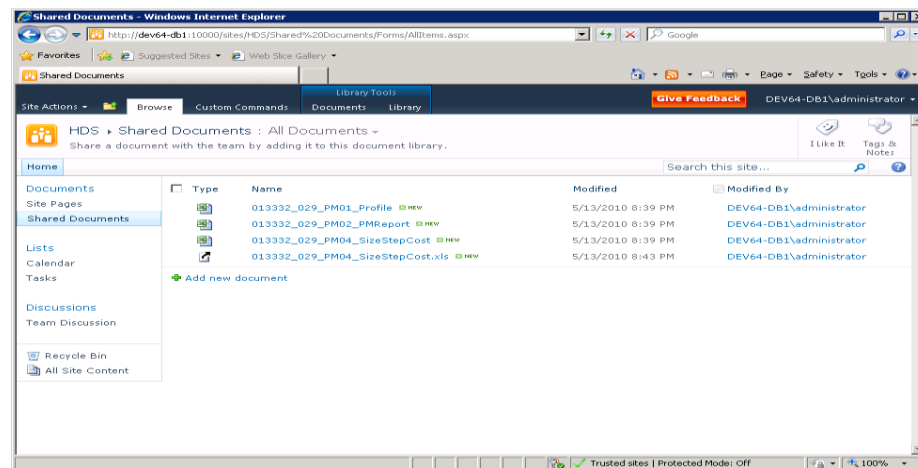 Shared Documents - Windows Internet Explorer
http://dev64-db1:10000/sites/HDS/Shared%20Documents/Forms/AllItems.aspx
Google
Favorites Suggested Sites Web Slice Gallery
Shared Documents Page Safety Tools
Library Tools
Site Actions Browse Custom Commands Documents Library Give Feedback DEV64-DB1\administrator
HDS Shared Documents : All Documents
Share a document with the team by adding it to this document library.
I Like It Tags & Notes
Home Search this site...
Documents
Site Pages
Shared Documents
Lists
Calendar
Tasks
Discussions
Team Discussion
Recycle Bin
All Site Content
Type Name Modified Modified By
013332_029_PM01_Profile NEW 5/13/2010 8:39 PM DEV64-DB1\administrator
013332_029_PM02_PMReport NEW 5/13/2010 8:39 PM DEV64-DB1\administrator
013332_029_PM04_SizeStepCost NEW 5/13/2010 8:39 PM DEV64-DB1\administrator
013332_029_PM04_SizeStepCost.xls NEW 5/13/2010 8:43 PM DEV64-DB1\administrator
Add new document
Trusted sites | Protected Mode: Off 100%